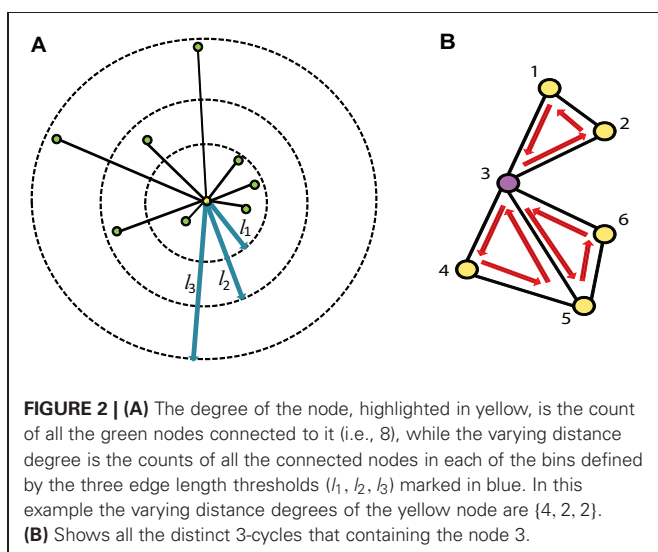 A
B
1
2
3
4
5
6
l1
l2
l3
FIGURE 2 | (A) The degree of the node, highlighted in yellow, is the count
of all the green nodes connected to it (i.e., 8), while the varying distance
degree is the counts of all the connected nodes in each of the bins defined
by the three edge length thresholds (l1, l2, l3) marked in blue. In this
example the varying distance degrees of the yellow node are {4, 2, 2}.
(B) Shows all the distinct 3-cycles that containing the node 3.